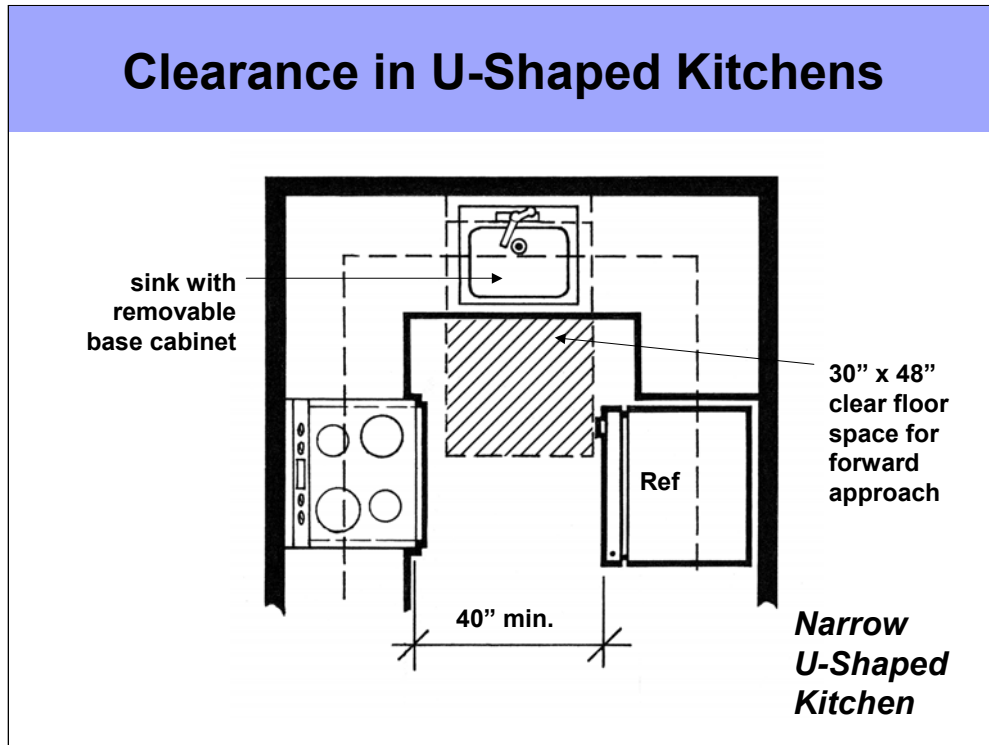 Clearance in U-Shaped Kitchens
sink with
removable
base cabinet
30” x 48”
clear floor
space for
forward
approach
Ref
40” min.
Narrow
U-Shaped
Kitchen